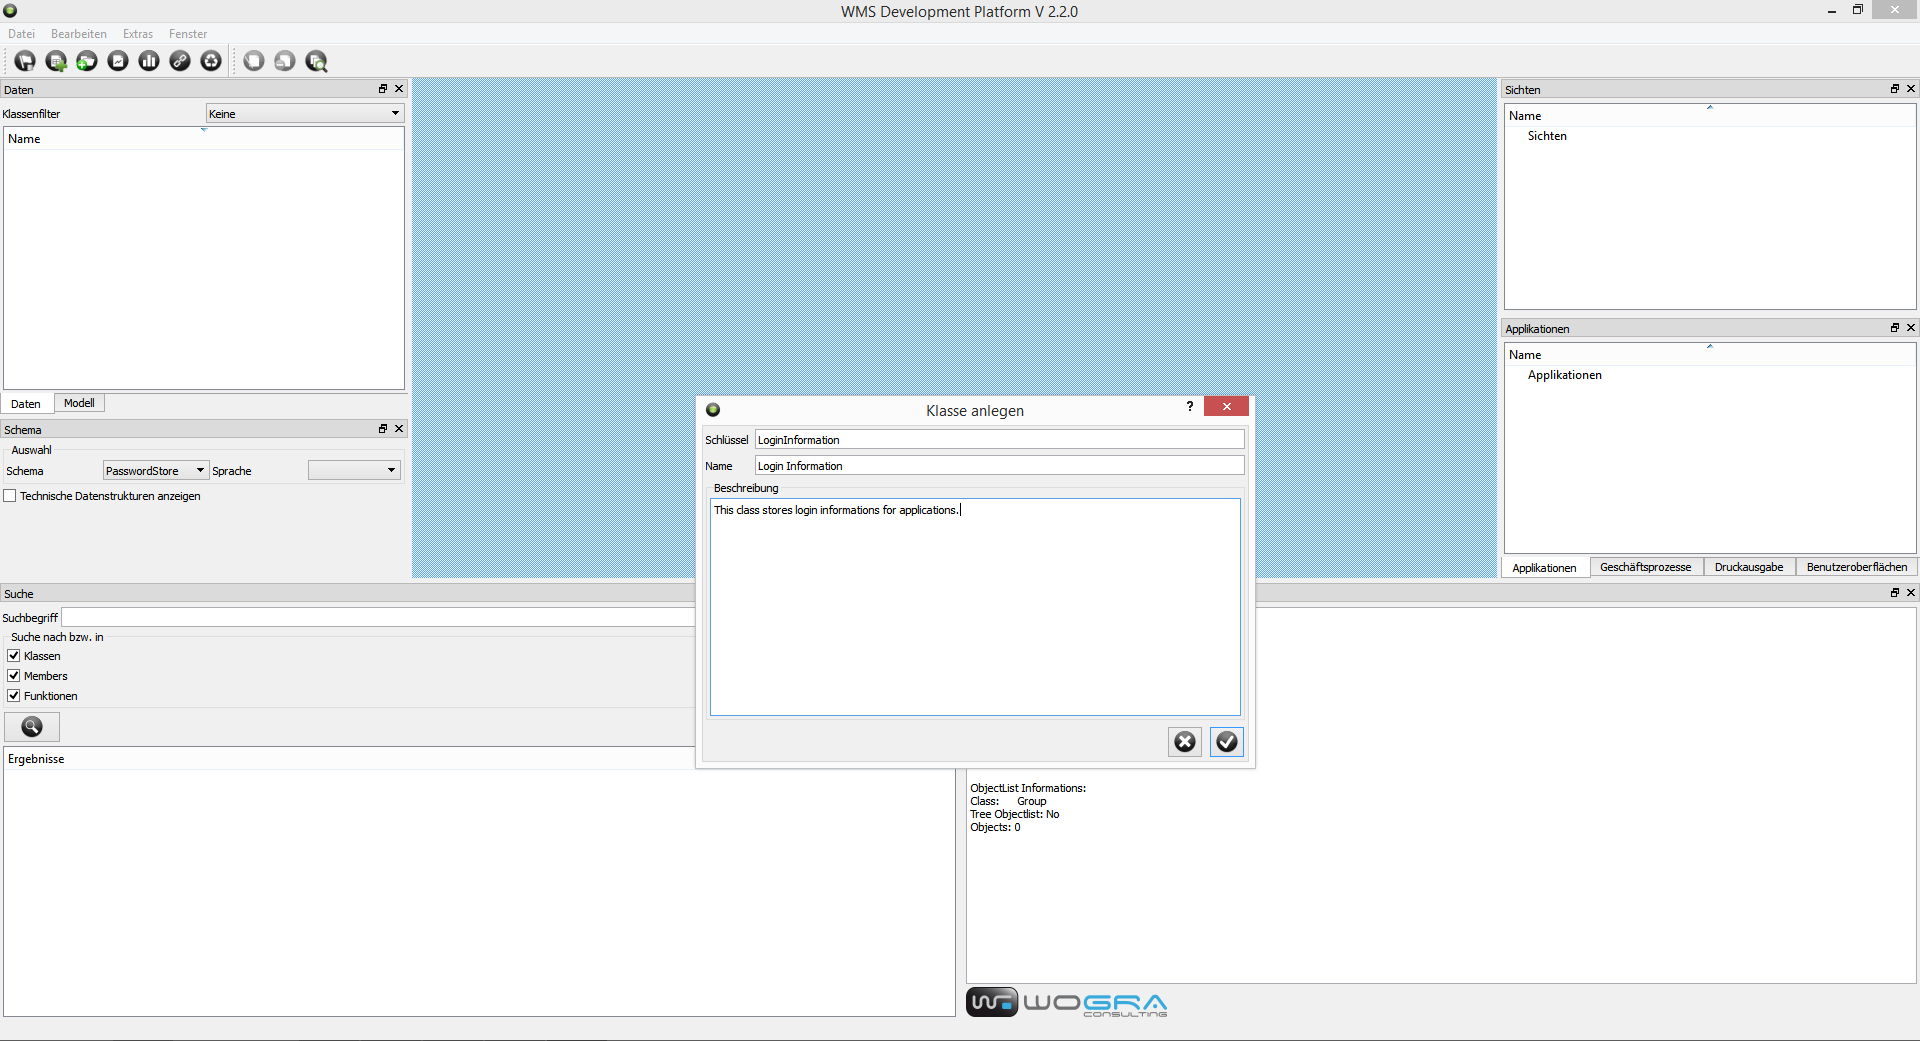 WMS Development Platform V 2.2.0
Datei Bearbeiten Extras Fenster
Daten
Klassenfilter Keine
Name
Daten Modell
Schema
Auswahl
Schema PasswordStore Sprache
Technische Datenstrukturen anzeigen
Sichten
Name
Sichten
Applikationen
Name
Applikationen
Applikationen Geschäftsprozesse Druckausgabe Benutzeroberflächen
Klasse anlegen ?
Schlüssel LoginInformation
Name Login Information
Beschreibung
This class stores login informations for applications.
Suche
Suchbegriff
Suche nach bzw. in
Klassen
Members
Funktionen
Ergebnisse
ObjectList Informations:
Class: Group
Tree Objectlist: No
Objects: 0
WOGRA
CONSULTING